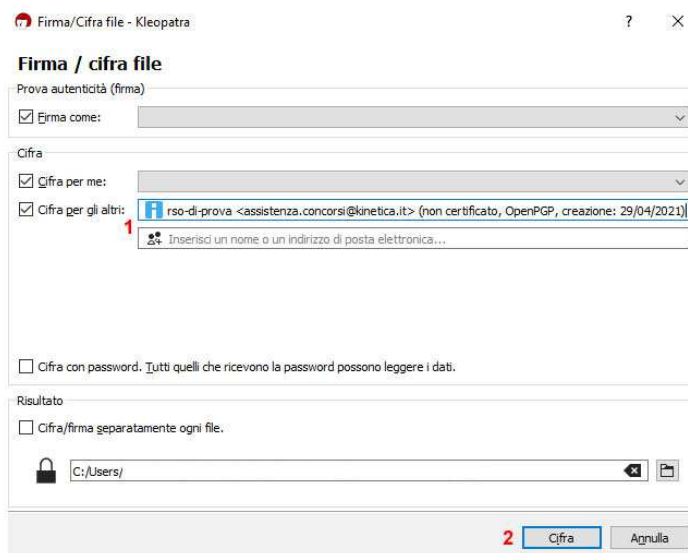 Firma/Cifra file - Kleopatra
Firma / cifra file
Prova autenticità (firma)
Firma come:
Cifra
Cifra per me:
Cifra per gli altri: rso-di-prova <assistenza.concorsi@kinetica.it> (non certificato, OpenPGP, creazione: 29/04/2021)
1
Inserisci un nome o un indirizzo di posta elettronica...
Cifra con password. Tutti quelli che ricevono la password possono leggere i dati.
Risultato
Cifra/firma separatamente ogni file.
C:/Users/
2 Cifra Annulla